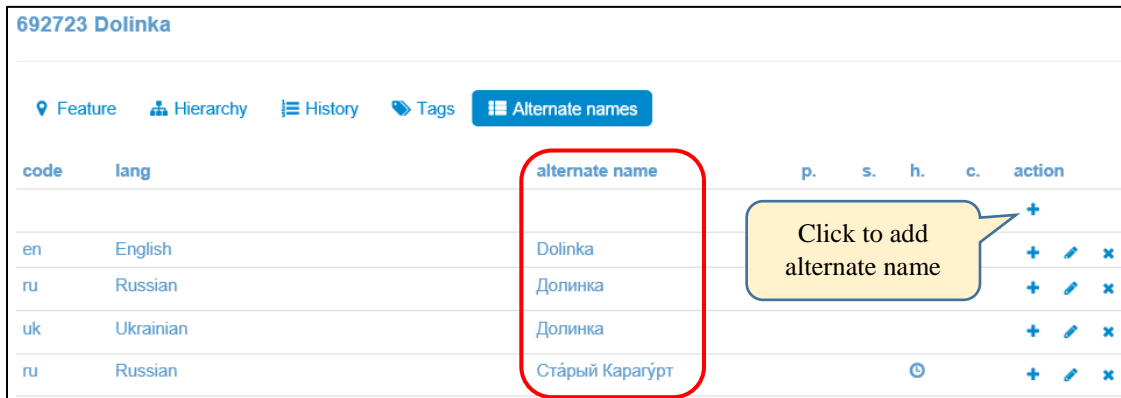 692723 Dolinka
Feature Hierarchy History Tags Alternate names
code lang alternate name p. s. h. c. action
Click to add
alternate name
en English Dolinka
ru Russian Долинка
uk Ukrainian Долинка
ru Russian Ста́рый Карагу́рт